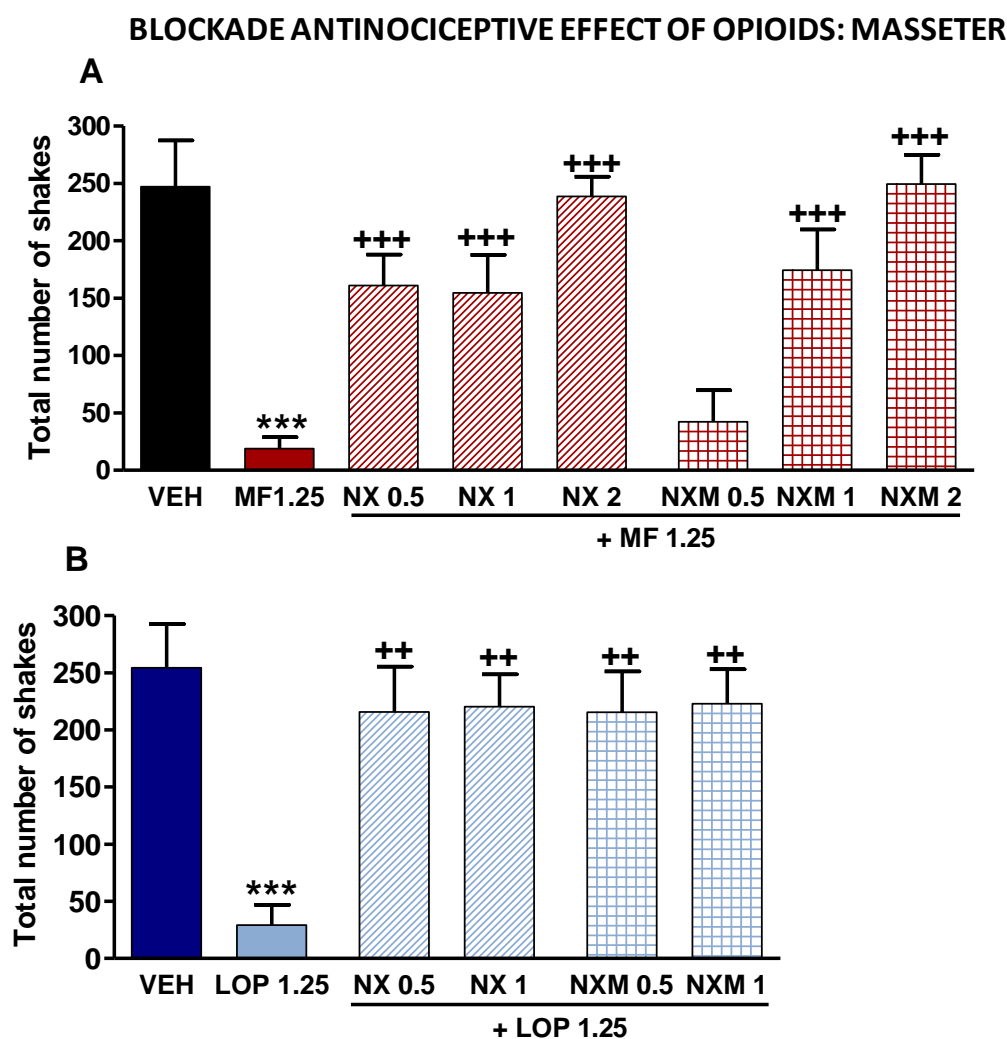 BLOCKADE ANTINOCICEPTIVE EFFECT OF OPIOIDS: MASSETER
A
Total number of shakes
300
250
200
150
100
50
0
***
+++
+++
+++
+++
+++
VEH MF1.25 NX 0.5 NX 1 NX 2 NXM 0.5 NXM 1 NXM 2
+ MF 1.25
B
Total number of shakes
300
250
200
150
100
50
0
***
++
++
++
++
VEH LOP 1.25 NX 0.5 NX 1 NXM 0.5 NXM 1
+ LOP 1.25